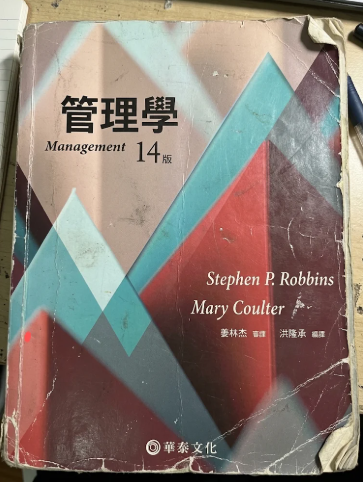 管理學
Management 14版
Stephen P. Robbins
Mary Coulter
姜林杰 審譯 洪隆承 編譯
華泰文化